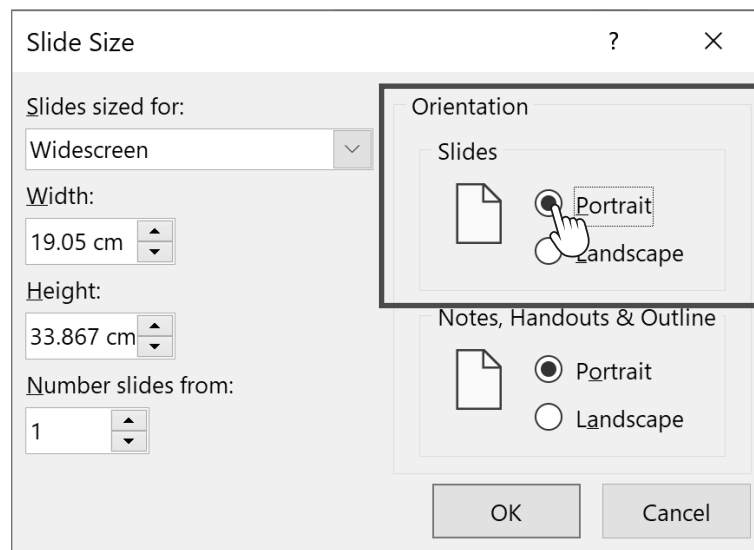 Slide Size ?
Slides sized for:
Widescreen
Width:
19.05 cm
Height:
33.867 cm
Number slides from:
1
Orientation
Slides
Portrait
Landscape
Notes, Handouts & Outline
Portrait
Landscape
OK
Cancel